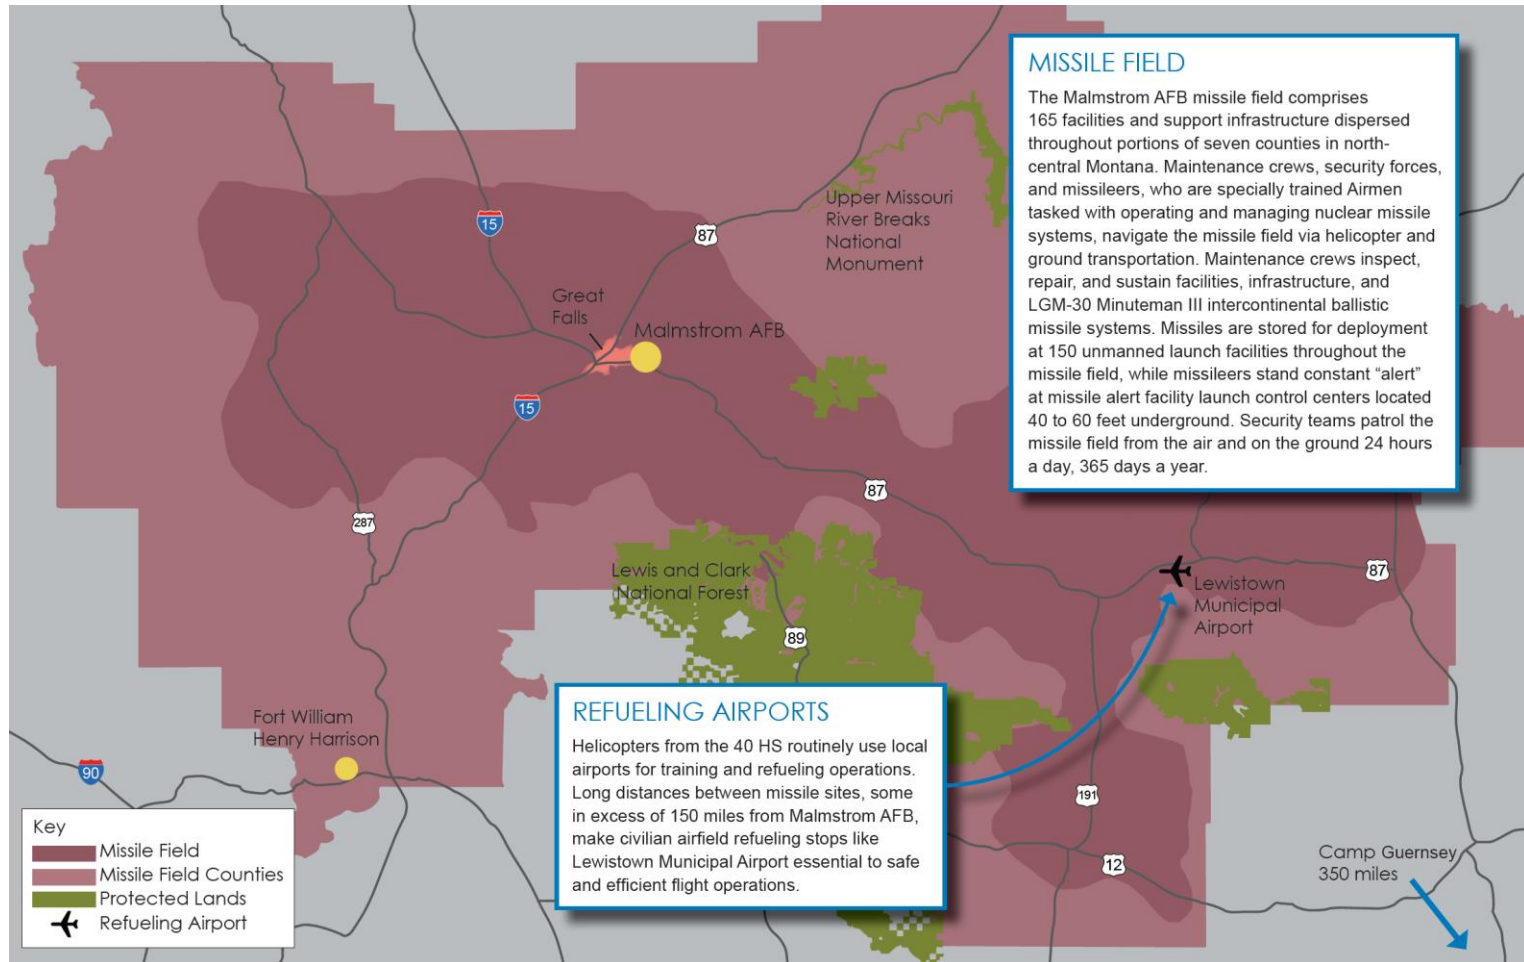 MISSILE FIELD
The Malmstrom AFB missile field comprises
165 facilities and support infrastructure dispersed
throughout portions of seven counties in north-
central Montana. Maintenance crews, security forces,
and missileers, who are specially trained Airmen
tasked with operating and managing nuclear missile
systems, navigate the missile field via helicopter and
ground transportation. Maintenance crews inspect,
repair, and sustain facilities, infrastructure, and
LGM-30 Minuteman III intercontinental ballistic
missile systems. Missiles are stored for deployment
at 150 unmanned launch facilities throughout the
missile field, while missileers stand constant “alert”
at missile alert facility launch control centers located
40 to 60 feet underground. Security teams patrol the
missile field from the air and on the ground 24 hours
a day, 365 days a year.
Upper Missouri
River Breaks
National
Monument
15
87
Great
Falls
Malmstrom AFB
15
87
287
Lewis and Clark
National Forest
89
87
Lewistown
Municipal
Airport
REFUELING AIRPORTS
Helicopters from the 40 HS routinely use local
airports for training and refueling operations.
Long distances between missile sites, some
in excess of 150 miles from Malmstrom AFB,
make civilian airfield refueling stops like
Lewistown Municipal Airport essential to safe
and efficient flight operations.
Fort William
Henry Harrison
90
191
12
Camp Guernsey
350 miles
Key
Missile Field
Missile Field Counties
Protected Lands
Refueling Airport